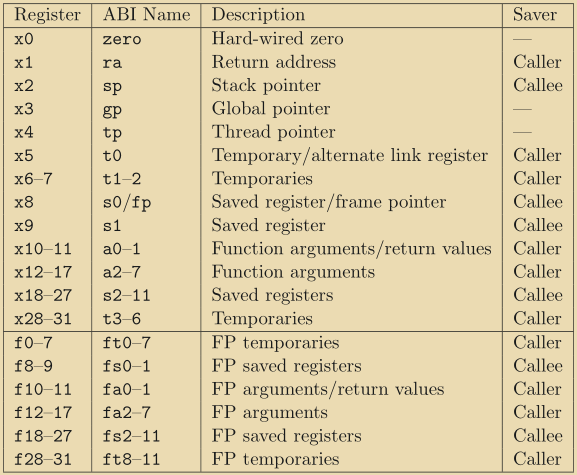 Register ABI Name Description Saver
x0 zero Hard-wired zero —
x1 ra Return address Caller
x2 sp Stack pointer Callee
x3 gp Global pointer —
x4 tp Thread pointer —
x5 t0 Temporary/alternate link register Caller
x6–7 t1–2 Temporaries Caller
x8 s0/fp Saved register/frame pointer Callee
x9 s1 Saved register Callee
x10–11 a0–1 Function arguments/return values Caller
x12–17 a2–7 Function arguments Caller
x18–27 s2–11 Saved registers Callee
x28–31 t3–6 Temporaries Caller
f0–7 ft0–7 FP temporaries Caller
f8–9 fs0–1 FP saved registers Callee
f10–11 fa0–1 FP arguments/return values Caller
f12–17 fa2–7 FP arguments Caller
f18–27 fs2–11 FP saved registers Callee
f28–31 ft8–11 FP temporaries Caller